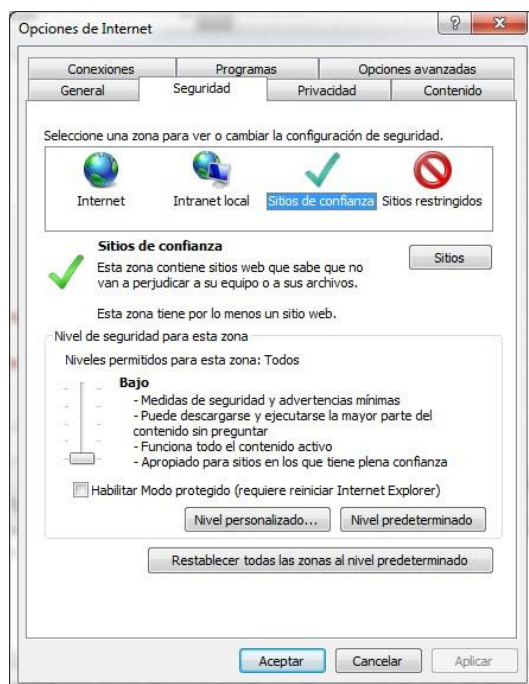 Opciones de Internet
Conexiones Programas Opciones avanzadas
General Seguridad Privacidad Contenido
Seleccione una zona para ver o cambiar la configuración de seguridad.
Internet Intranet local Sitios de confianza Sitios restringidos
Sitios de confianza
Sitios
Esta zona contiene sitios web que sabe que no
van a perjudicar a su equipo o a sus archivos.
Esta zona tiene por lo menos un sitio web.
Nivel de seguridad para esta zona
Niveles permitidos para esta zona: Todos
Bajo
- Medidas de seguridad y advertencias mínimas
- Puede descargarse y ejecutarse la mayor parte del
contenido sin preguntar
- Funciona todo el contenido activo
- Apropiado para sitios en los que tiene plena confianza
Habilitar Modo protegido (requiere reiniciar Internet Explorer)
Nivel personalizado... Nivel predeterminado
Restablecer todas las zonas al nivel predeterminado
Aceptar Cancelar Aplicar